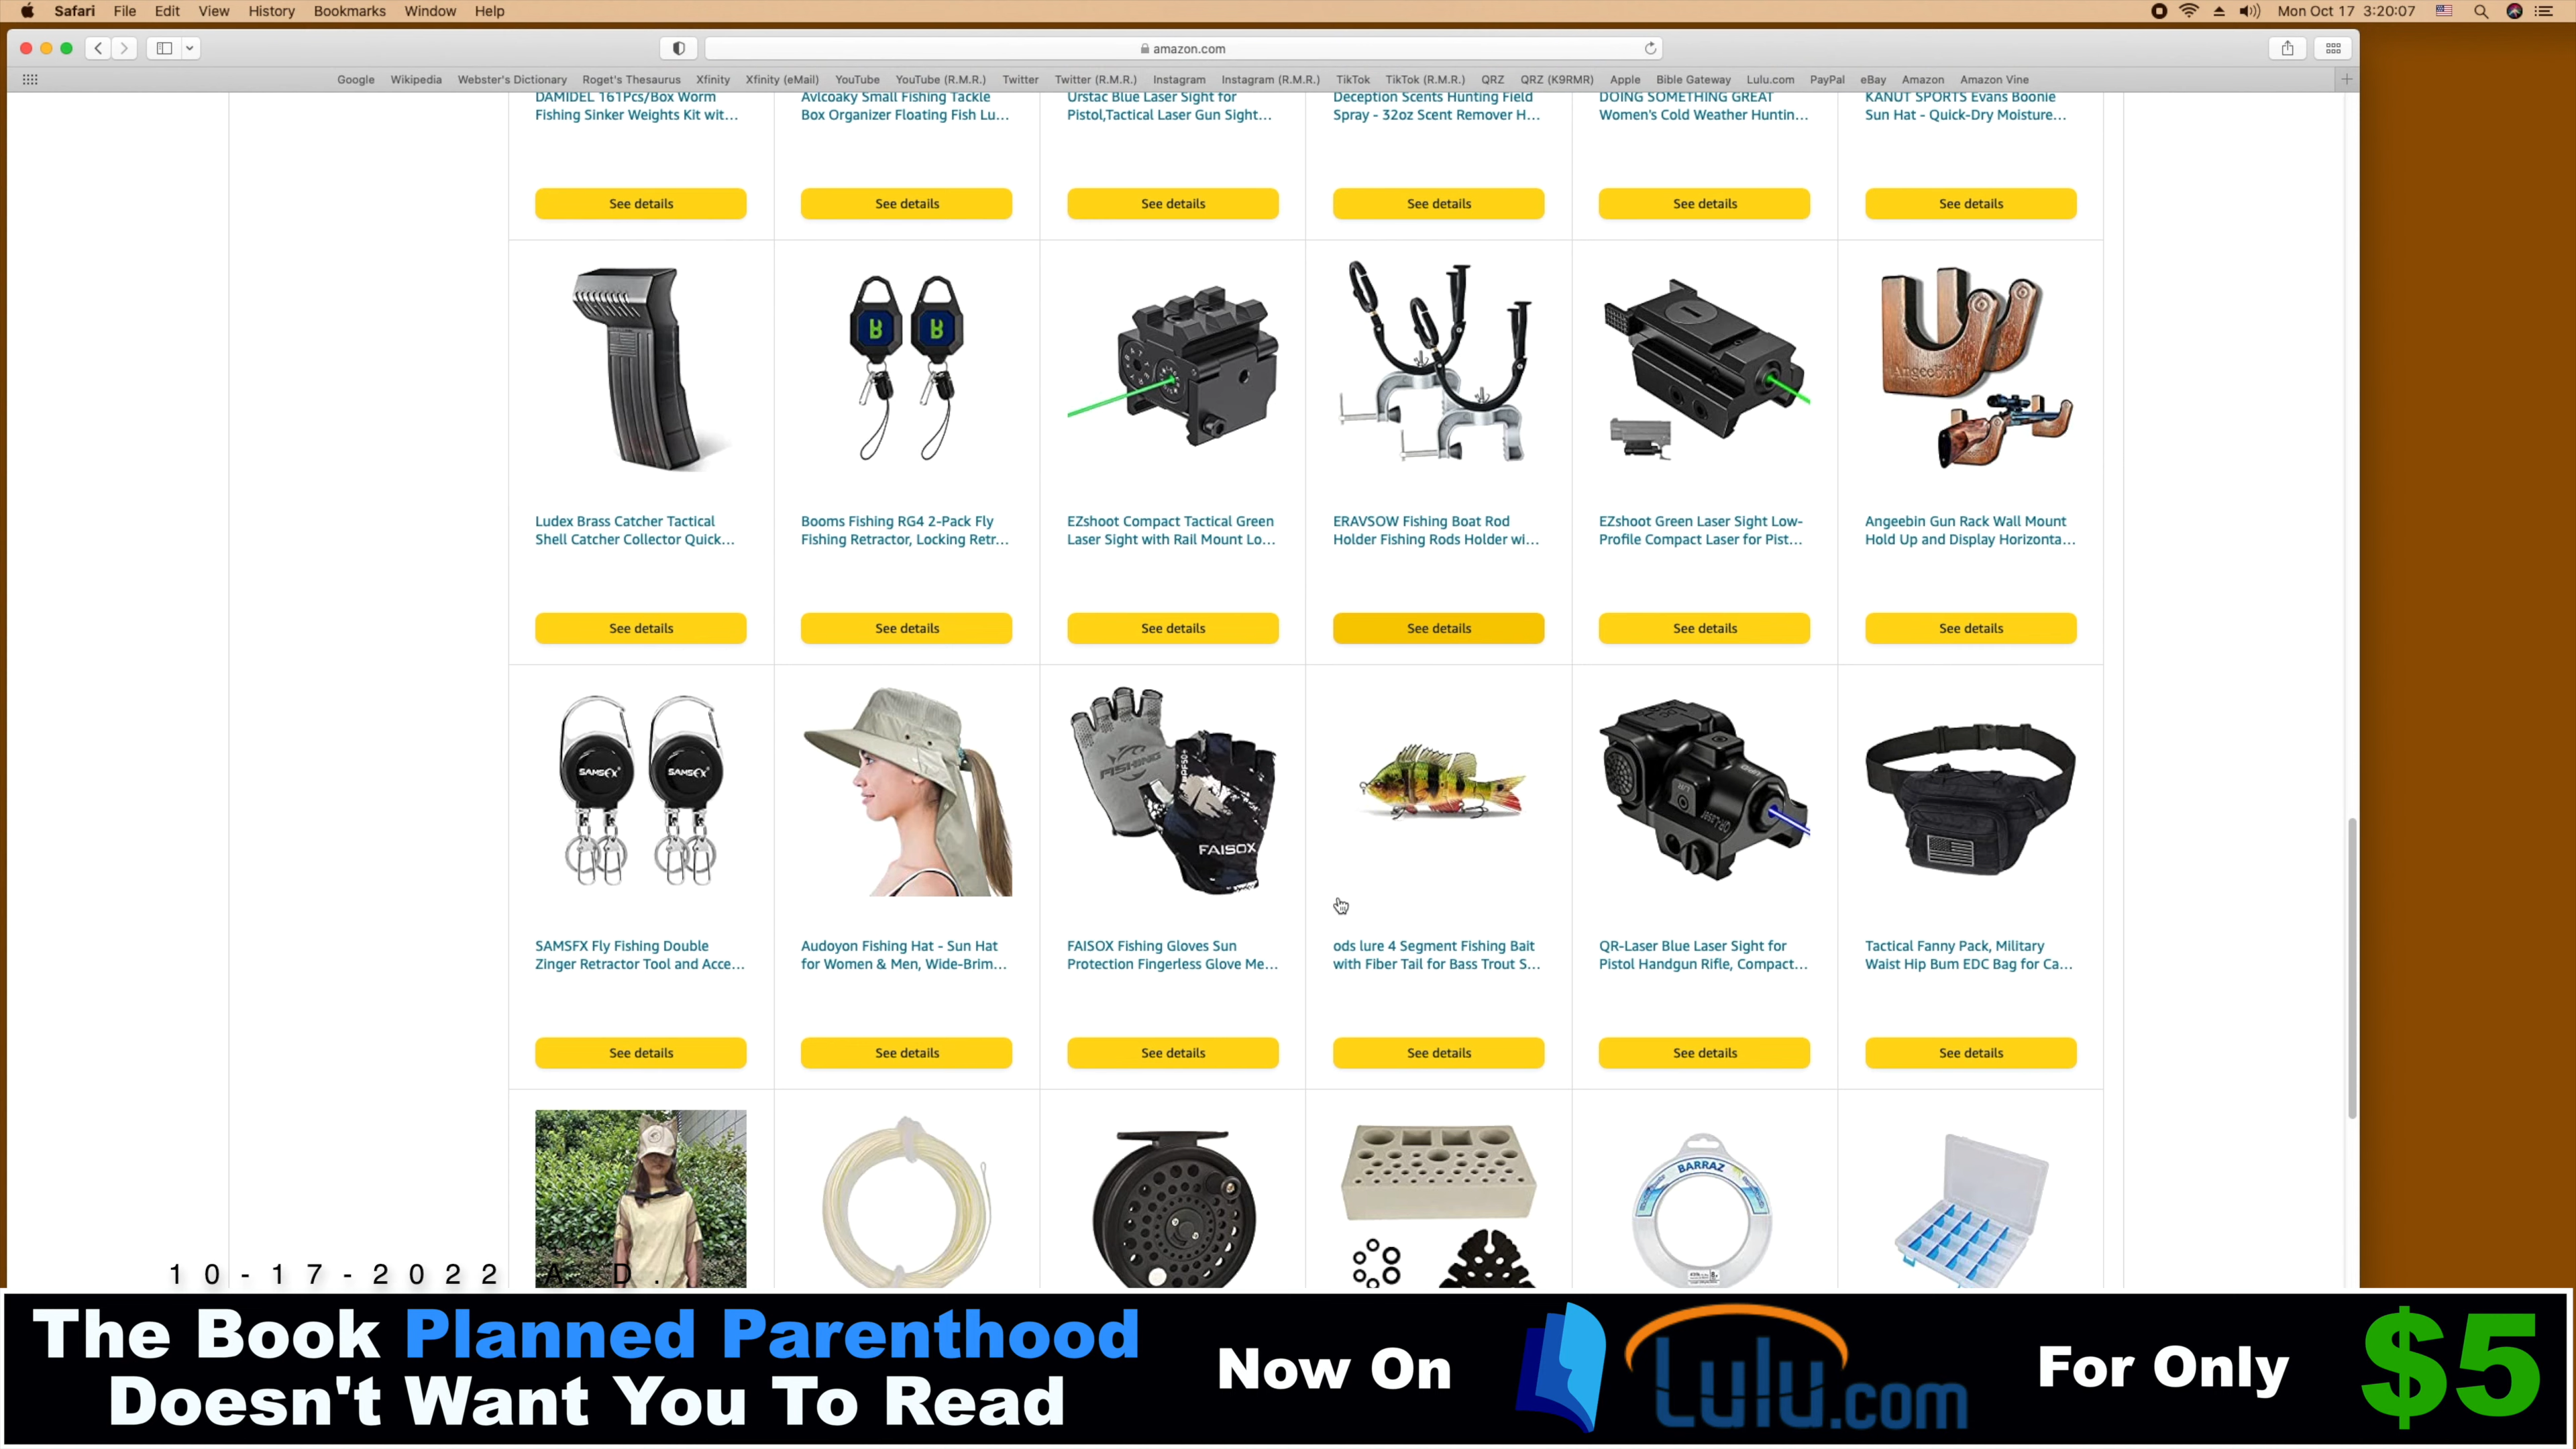 Safari File Edit View History Bookmarks Window Help
Mon Oct 17 3:20:07
amazon.com
Google Wikipedia Webster's Dictionary Roget's Thesaurus Xfinity Xfinity (eMail) YouTube YouTube (R.M.R.) Twitter Twitter (R.M.R.) Instagram Instagram (R.M.R.) TikTok TikTok (R.M.R.) QRZ QRZ (K9RMR) Apple Bible Gateway Lulu.com PayPal eBay Amazon Amazon Vine
DAMIDEL 161Pcs/Box Worm
Fishing Sinker Weights Kit wit...
Avlcoaky Small Fishing Tackle
Box Organizer Floating Fish Lu...
Urstac Blue Laser Sight for
Pistol,Tactical Laser Gun Sight...
Deception Scents Hunting Field
Spray - 32oz Scent Remover H...
DOING SOMETHING GREAT
Women's Cold Weather Huntin...
KANUT SPORTS Evans Boonie
Sun Hat - Quick-Dry Moisture...
See details
See details
See details
See details
See details
See details
Angeebin
Ludex Brass Catcher Tactical
Shell Catcher Collector Quick...
Booms Fishing RG4 2-Pack Fly
Fishing Retractor, Locking Retr...
EZshoot Compact Tactical Green
Laser Sight with Rail Mount Lo...
ERAVSOW Fishing Boat Rod
Holder Fishing Rods Holder wi...
EZshoot Green Laser Sight Low-
Profile Compact Laser for Pist...
Angeebin Gun Rack Wall Mount
Hold Up and Display Horizonta...
See details
See details
See details
See details
See details
See details
SAMSFX
SAMSFX
FISHING
UPF50+
FAISOX
SAMSFX Fly Fishing Double
Zinger Retractor Tool and Acce...
Audoyon Fishing Hat - Sun Hat
for Women & Men, Wide-Brim...
FAISOX Fishing Gloves Sun
Protection Fingerless Glove Me...
ods lure 4 Segment Fishing Bait
with Fiber Tail for Bass Trout S...
QR-Laser Blue Laser Sight for
Pistol Handgun Rifle, Compact...
Tactical Fanny Pack, Military
Waist Hip Bum EDC Bag for Ca...
See details
See details
See details
See details
See details
See details
BARRAZ
10-17-2022 A.D.
The Book Planned Parenthood
Doesn't Want You To Read
Now On
Lulu.com
For Only
$5